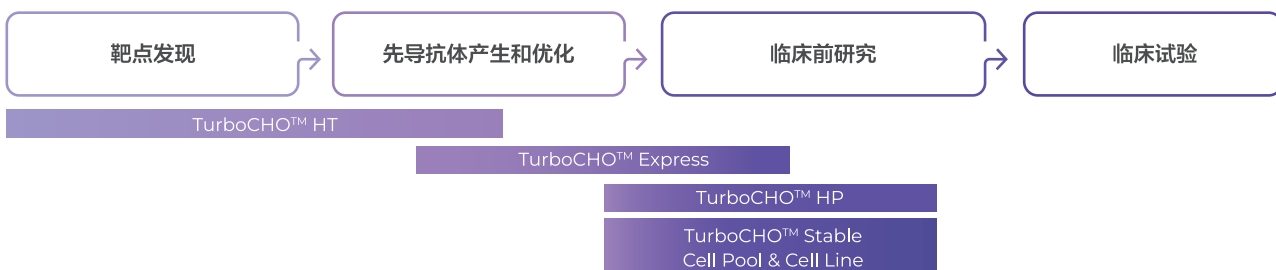 靶点发现
先导抗体产生和优化
临床前研究
临床试验
TurboCHO™ HT
TurboCHO™ Express
TurboCHO™ HP
TurboCHO™ Stable
Cell Pool & Cell Line